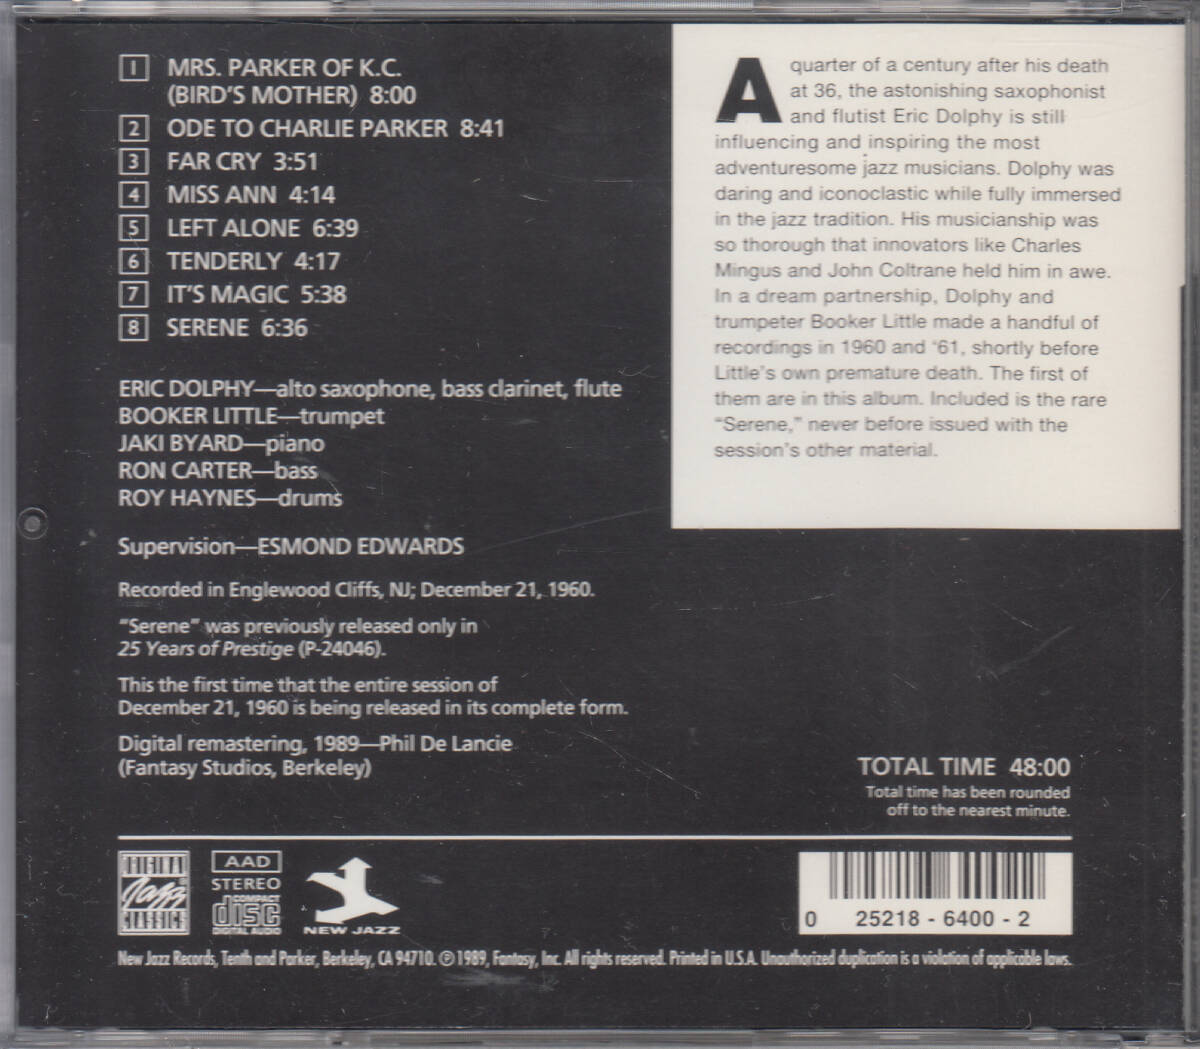 1 MRS. PARKER OF K.C.
(BIRD'S MOTHER) 8:00
2 ODE TO CHARLIE PARKER 8:41
3 FAR CRY 3:51
4 MISS ANN 4:14
5 LEFT ALONE 6:39
6 TENDERLY 4:17
7 IT'S MAGIC 5:38
8 SERENE 6:36
ERIC DOLPHY—alto saxophone, bass clarinet, flute
BOOKER LITTLE—trumpet
JAKI BYARD—piano
RON CARTER—bass
ROY HAYNES—drums
Supervision—ESMOND EDWARDS
Recorded in Englewood Cliffs, NJ; December 21, 1960.
"Serene" was previously released only in
25 Years of Prestige (P-24046).
This the first time that the entire session of
December 21, 1960 is being released in its complete form.
Digital remastering, 1989—Phil De Lancie
(Fantasy Studios, Berkeley)
A quarter of a century after his death
at 36, the astonishing saxophonist
and flutist Eric Dolphy is still
influencing and inspiring the most
adventuresome jazz musicians. Dolphy was
daring and iconoclastic while fully immersed
in the jazz tradition. His musicianship was
so thorough that innovators like Charles
Mingus and John Coltrane held him in awe.
In a dream partnership, Dolphy and
trumpeter Booker Little made a handful of
recordings in 1960 and '61, shortly before
Little's own premature death. The first of
them are in this album. Included is the rare
"Serene," never before issued with the
session's other material.
TOTAL TIME 48:00
Total time has been rounded
off to the nearest minute.
ORIGINAL
Jazz
CLASSICS
AAD
STEREO
COMPACT
disc
DIGITAL AUDIO
NEW JAZZ
0 25218 - 6400 - 2
New Jazz Records, Tenth and Parker, Berkeley, CA 94710. ℗©1989, Fantasy, Inc. All rights reserved. Printed in U.S.A. Unauthorized duplication is a violation of applicable laws.